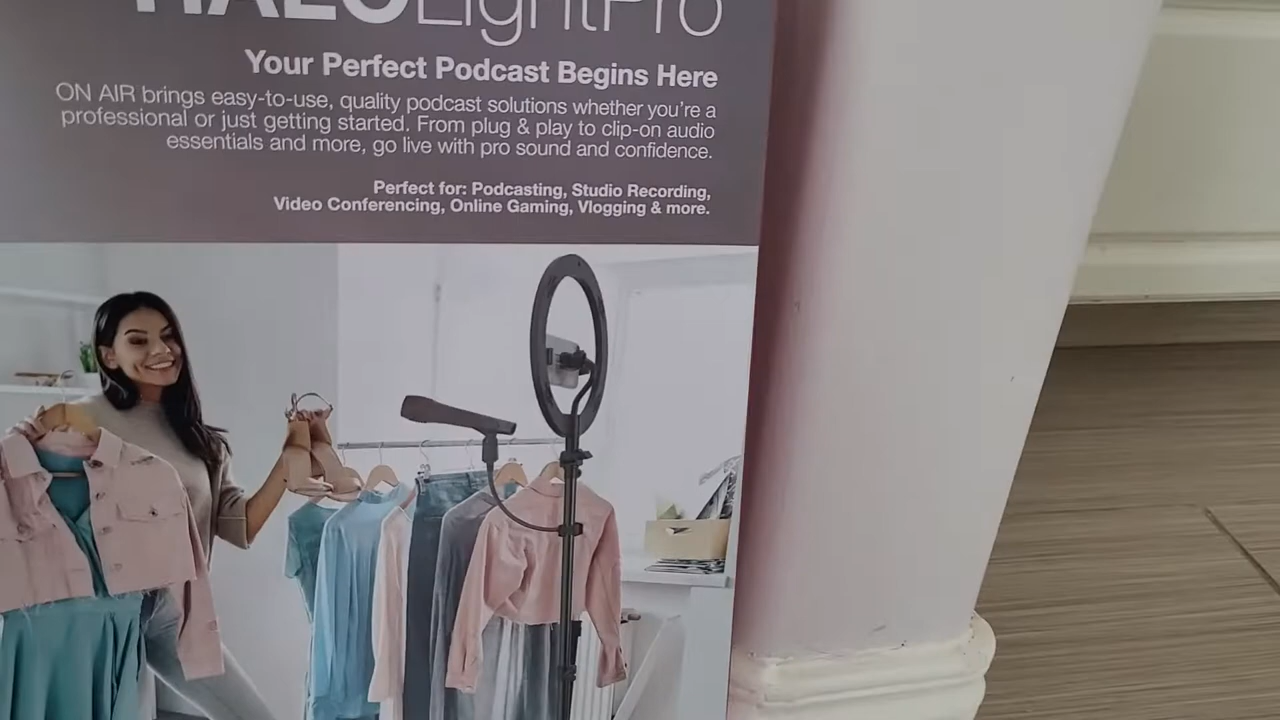 HALOLightPro
Your Perfect Podcast Begins Here
ON AIR brings easy-to-use, quality podcast solutions whether you're a
professional or just getting started. From plug & play to clip-on audio
essentials and more, go live with pro sound and confidence.
Perfect for: Podcasting, Studio Recording,
Video Conferencing, Online Gaming, Vlogging & more.